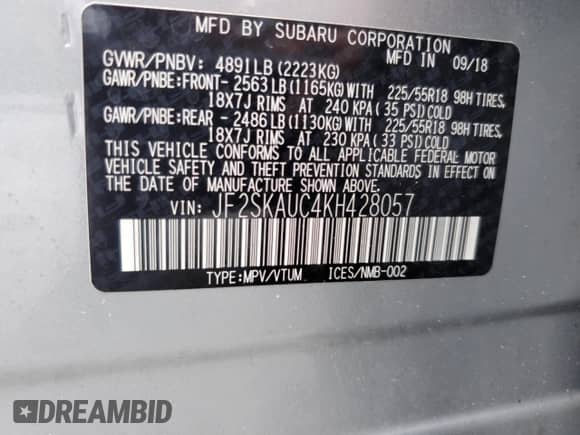 MFD BY SUBARU CORPORATION
GVWR/PNBV: 4891LB (2223KG) MFD IN 09/18
GAWR/PNBE:FRONT- 2563LB (1165KG)WITH 225/55R18 98H TIRES,
18X7J RIMS AT 240 KPA (35 PSI)COLD
GAWR/PNBE:REAR - 2486LB (1130KG)WITH 225/55R18 98H TIRES,
18X7J RIMS AT 230 KPA (33 PSI)COLD
THIS VEHICLE CONFORMS TO ALL APPLICABLE FEDERAL MOTOR
VEHICLE SAFETY AND THEFT PREVENTION STANDARDS IN EFFECT ON
THE DATE OF MANUFACTURE SHOWN ABOVE.
VIN: JF2SKAUC4KH428057
TYPE:MPV/VTUM ICES/NMB-002
DREAMBID